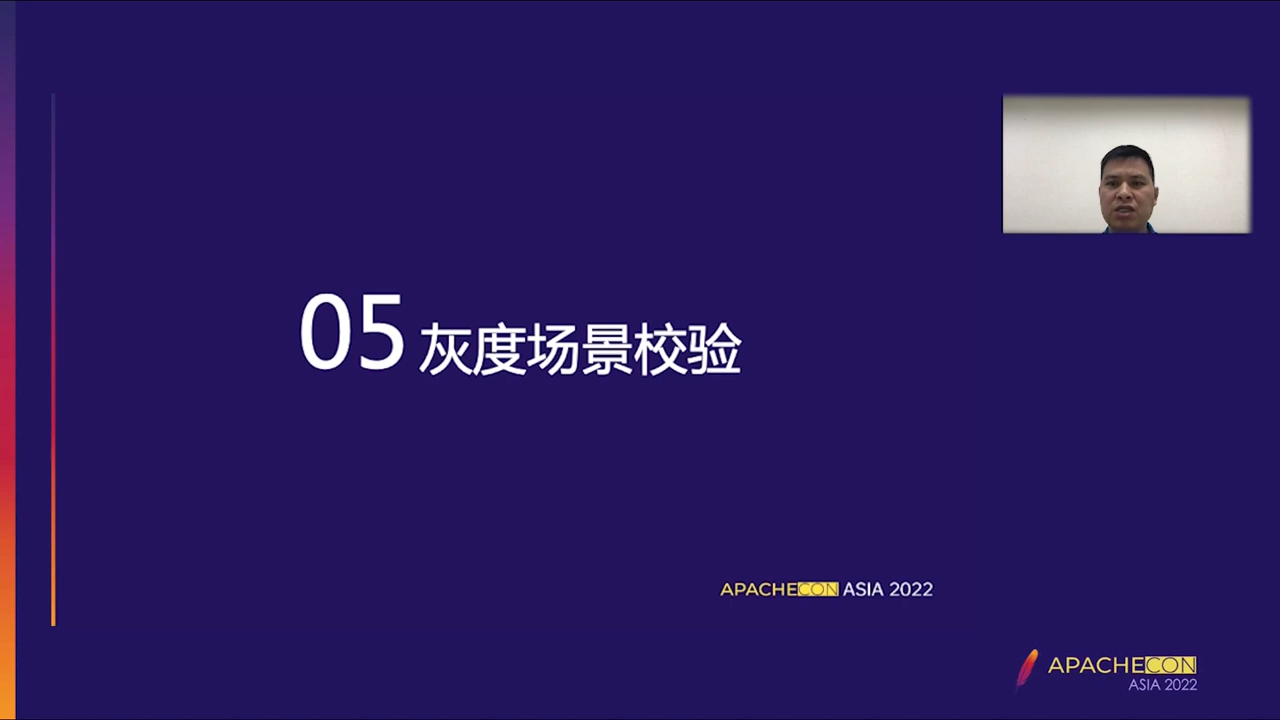 05 灰度场景校验
APACHECON ASIA 2022
APACHECON
ASIA 2022